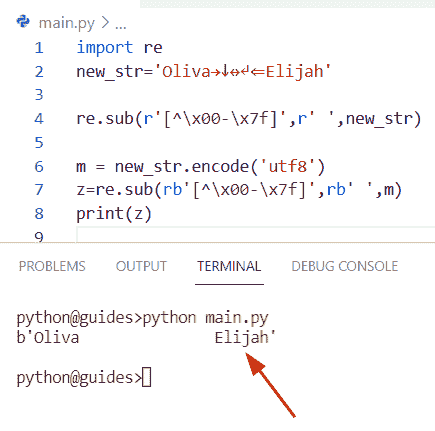 main.py > ...
1 import re
2 new_str='Oliva→↓↔↵⇐Elijah'
3
4 re.sub(r'[^\x00-\x7f]',r' ',new_str)
5
6 m = new_str.encode('utf8')
7 z=re.sub(rb'[^\x00-\x7f]',rb' ',m)
8 print(z)
9
PROBLEMS OUTPUT TERMINAL DEBUG CONSOLE
python@guides>python main.py
b'Oliva               Elijah'
python@guides>